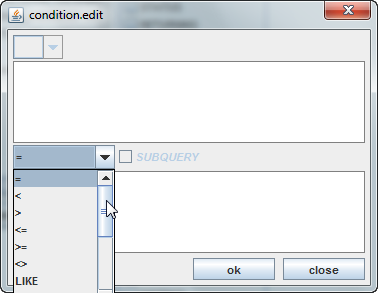 condition.edit
=
SUBQUERY
=
<
>
<=
>=
<>
LIKE
ok
close